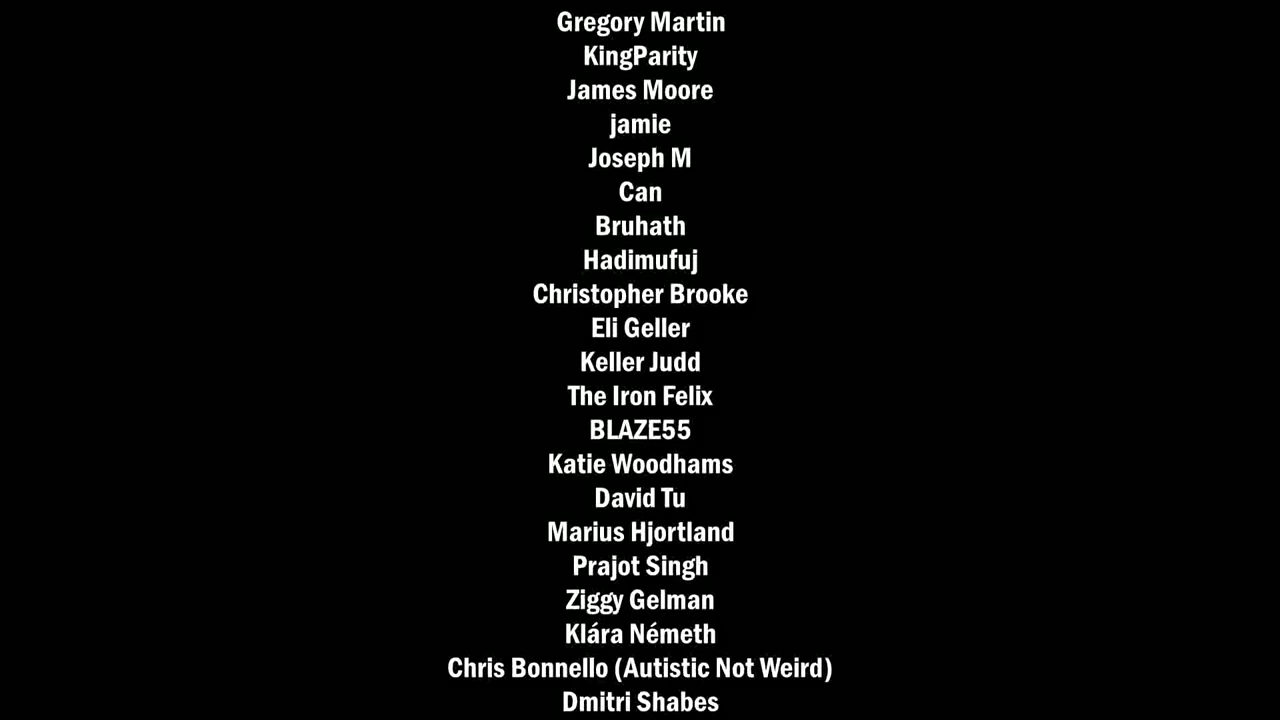 Gregory Martin
KingParity
James Moore
jamie
Joseph M
Can
Bruhath
Hadimufuj
Christopher Brooke
Eli Geller
Keller Judd
The Iron Felix
BLAZE55
Katie Woodhams
David Tu
Marius Hjortland
Prajot Singh
Ziggy Gelman
Klára Németh
Chris Bonnello (Autistic Not Weird)
Dmitri Shabes